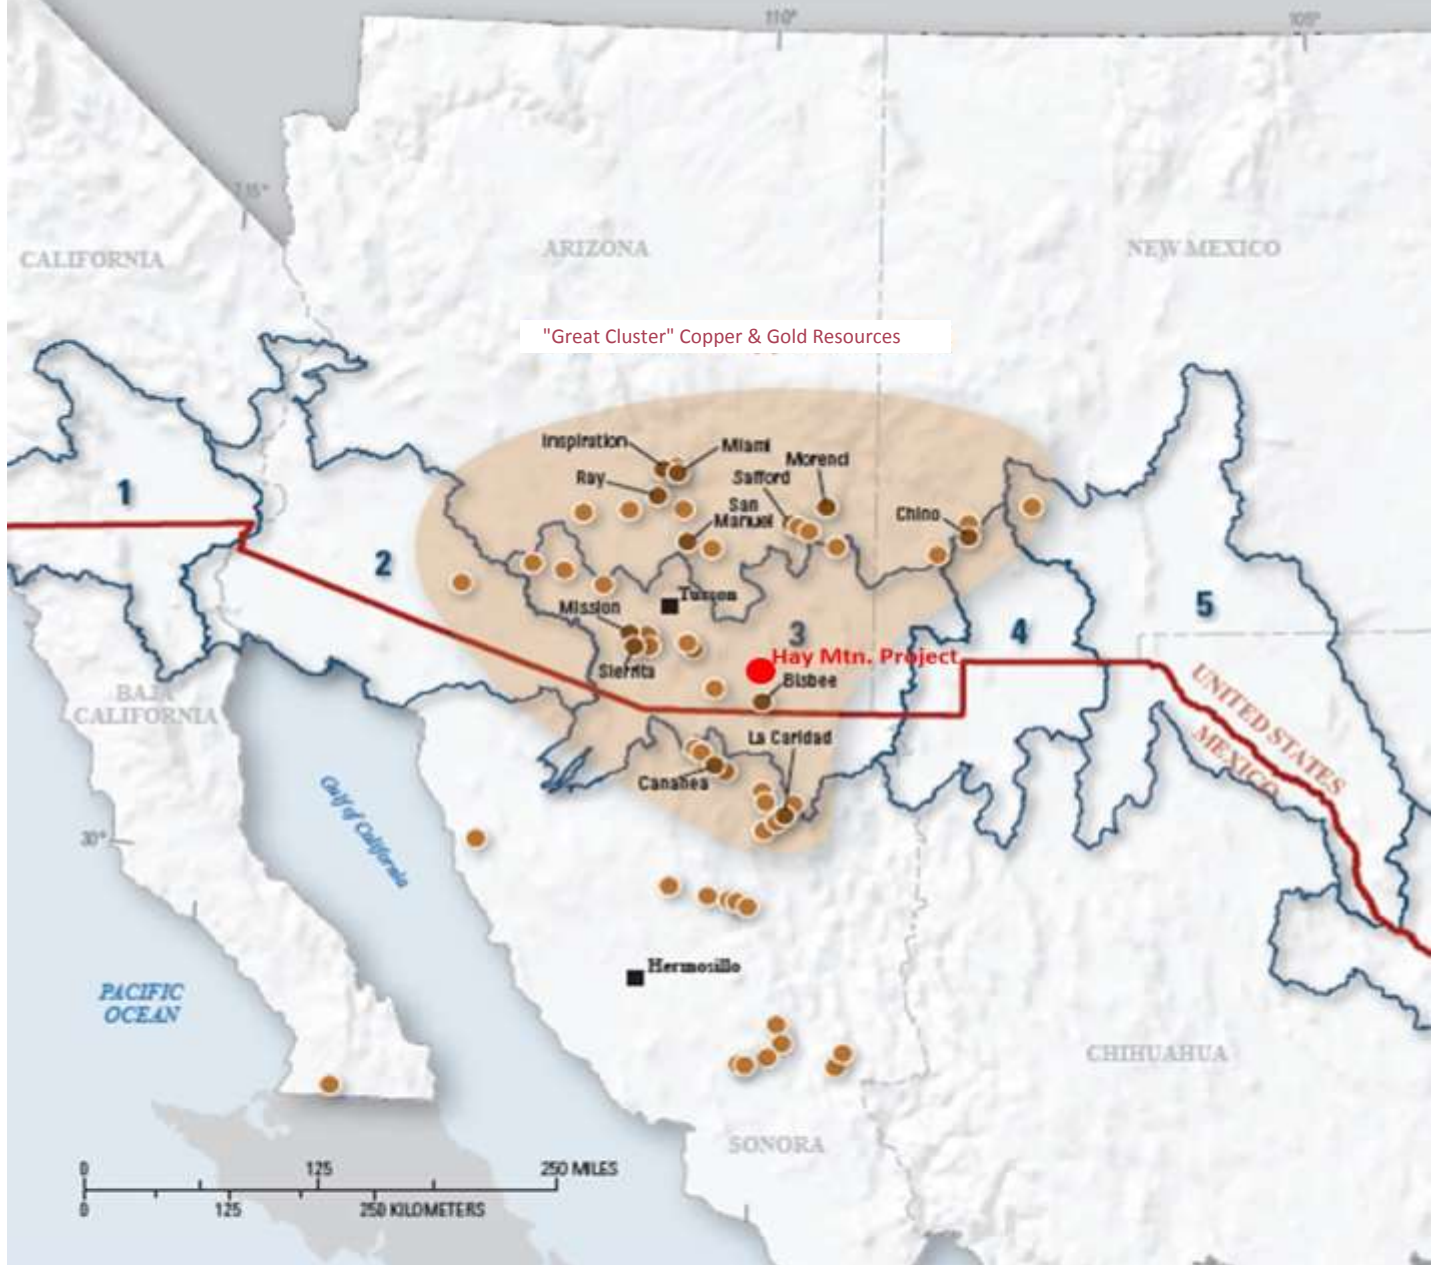 110°
105°
115°
CALIFORNIA
ARIZONA
NEW MEXICO
"Great Cluster" Copper & Gold Resources
Inspiration
Miami
Morenci
Ray
Safford
San
Manuel
Chino
1
2
Tucson
Mission
3
4
5
Hay Mtn. Project
Sierrita
Bisbee
BAJA
CALIFORNIA
UNITED STATES
MEXICO
La Caridad
Cananea
Gulf of California
30°
Hermosillo
PACIFIC
OCEAN
CHIHUAHUA
SONORA
0 125 250 MILES
0 125 250 KILOMETERS